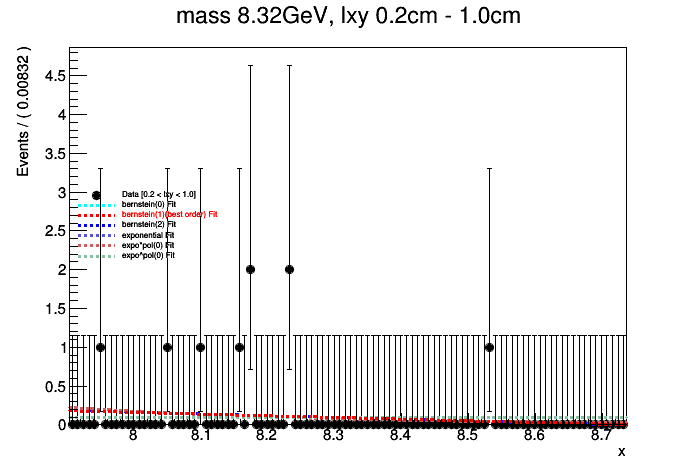 mass 8.32GeV, lxy 0.2cm - 1.0cm
Events / ( 0.00832 )
4.5
4
3.5
3
2.5
2
1.5
1
0.5
0
Data [0.2 < lxy < 1.0]
bernstein(0) Fit
bernstein(1)(best order) Fit
bernstein(2) Fit
exponential Fit
expo*pol(0) Fit
expo^pol(0) Fit
8 8.1 8.2 8.3 8.4 8.5 8.6 8.7
x